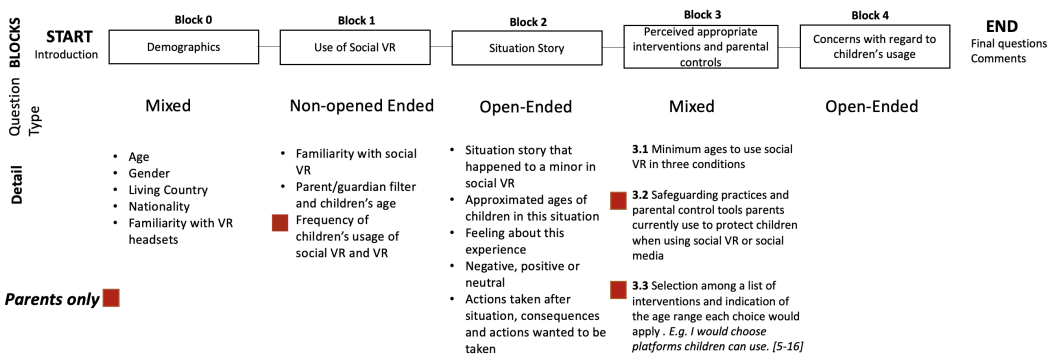 BLOCKS
START
Introduction
Block 0
Demographics
Block 1
Use of Social VR
Block 2
Situation Story
Block 3
Perceived appropriate
interventions and parental
controls
Block 4
Concerns with regard to
children's usage
END
Final questions
Comments
Question
Type
Mixed
Non-opened Ended
Open-Ended
Mixed
Open-Ended
Detail
• Age
• Gender
• Living Country
• Nationality
• Familiarity with VR
headsets
• Familiarity with social
VR
• Parent/guardian filter
and children's age
Frequency of
children's usage of
social VR and VR
• Situation story that
happened to a minor in
social VR
• Approximated ages of
children in this situation
• Feeling about this
experience
• Negative, positive or
neutral
• Actions taken after
situation, consequences
and actions wanted to be
taken
3.1 Minimum ages to use social
VR in three conditions
3.2 Safeguarding practices and
parental control tools parents
currently use to protect children
when using social VR or social
media
3.3 Selection among a list of
interventions and indication of
the age range each choice would
apply . E.g. I would choose
platforms children can use. [5-16]
Parents only